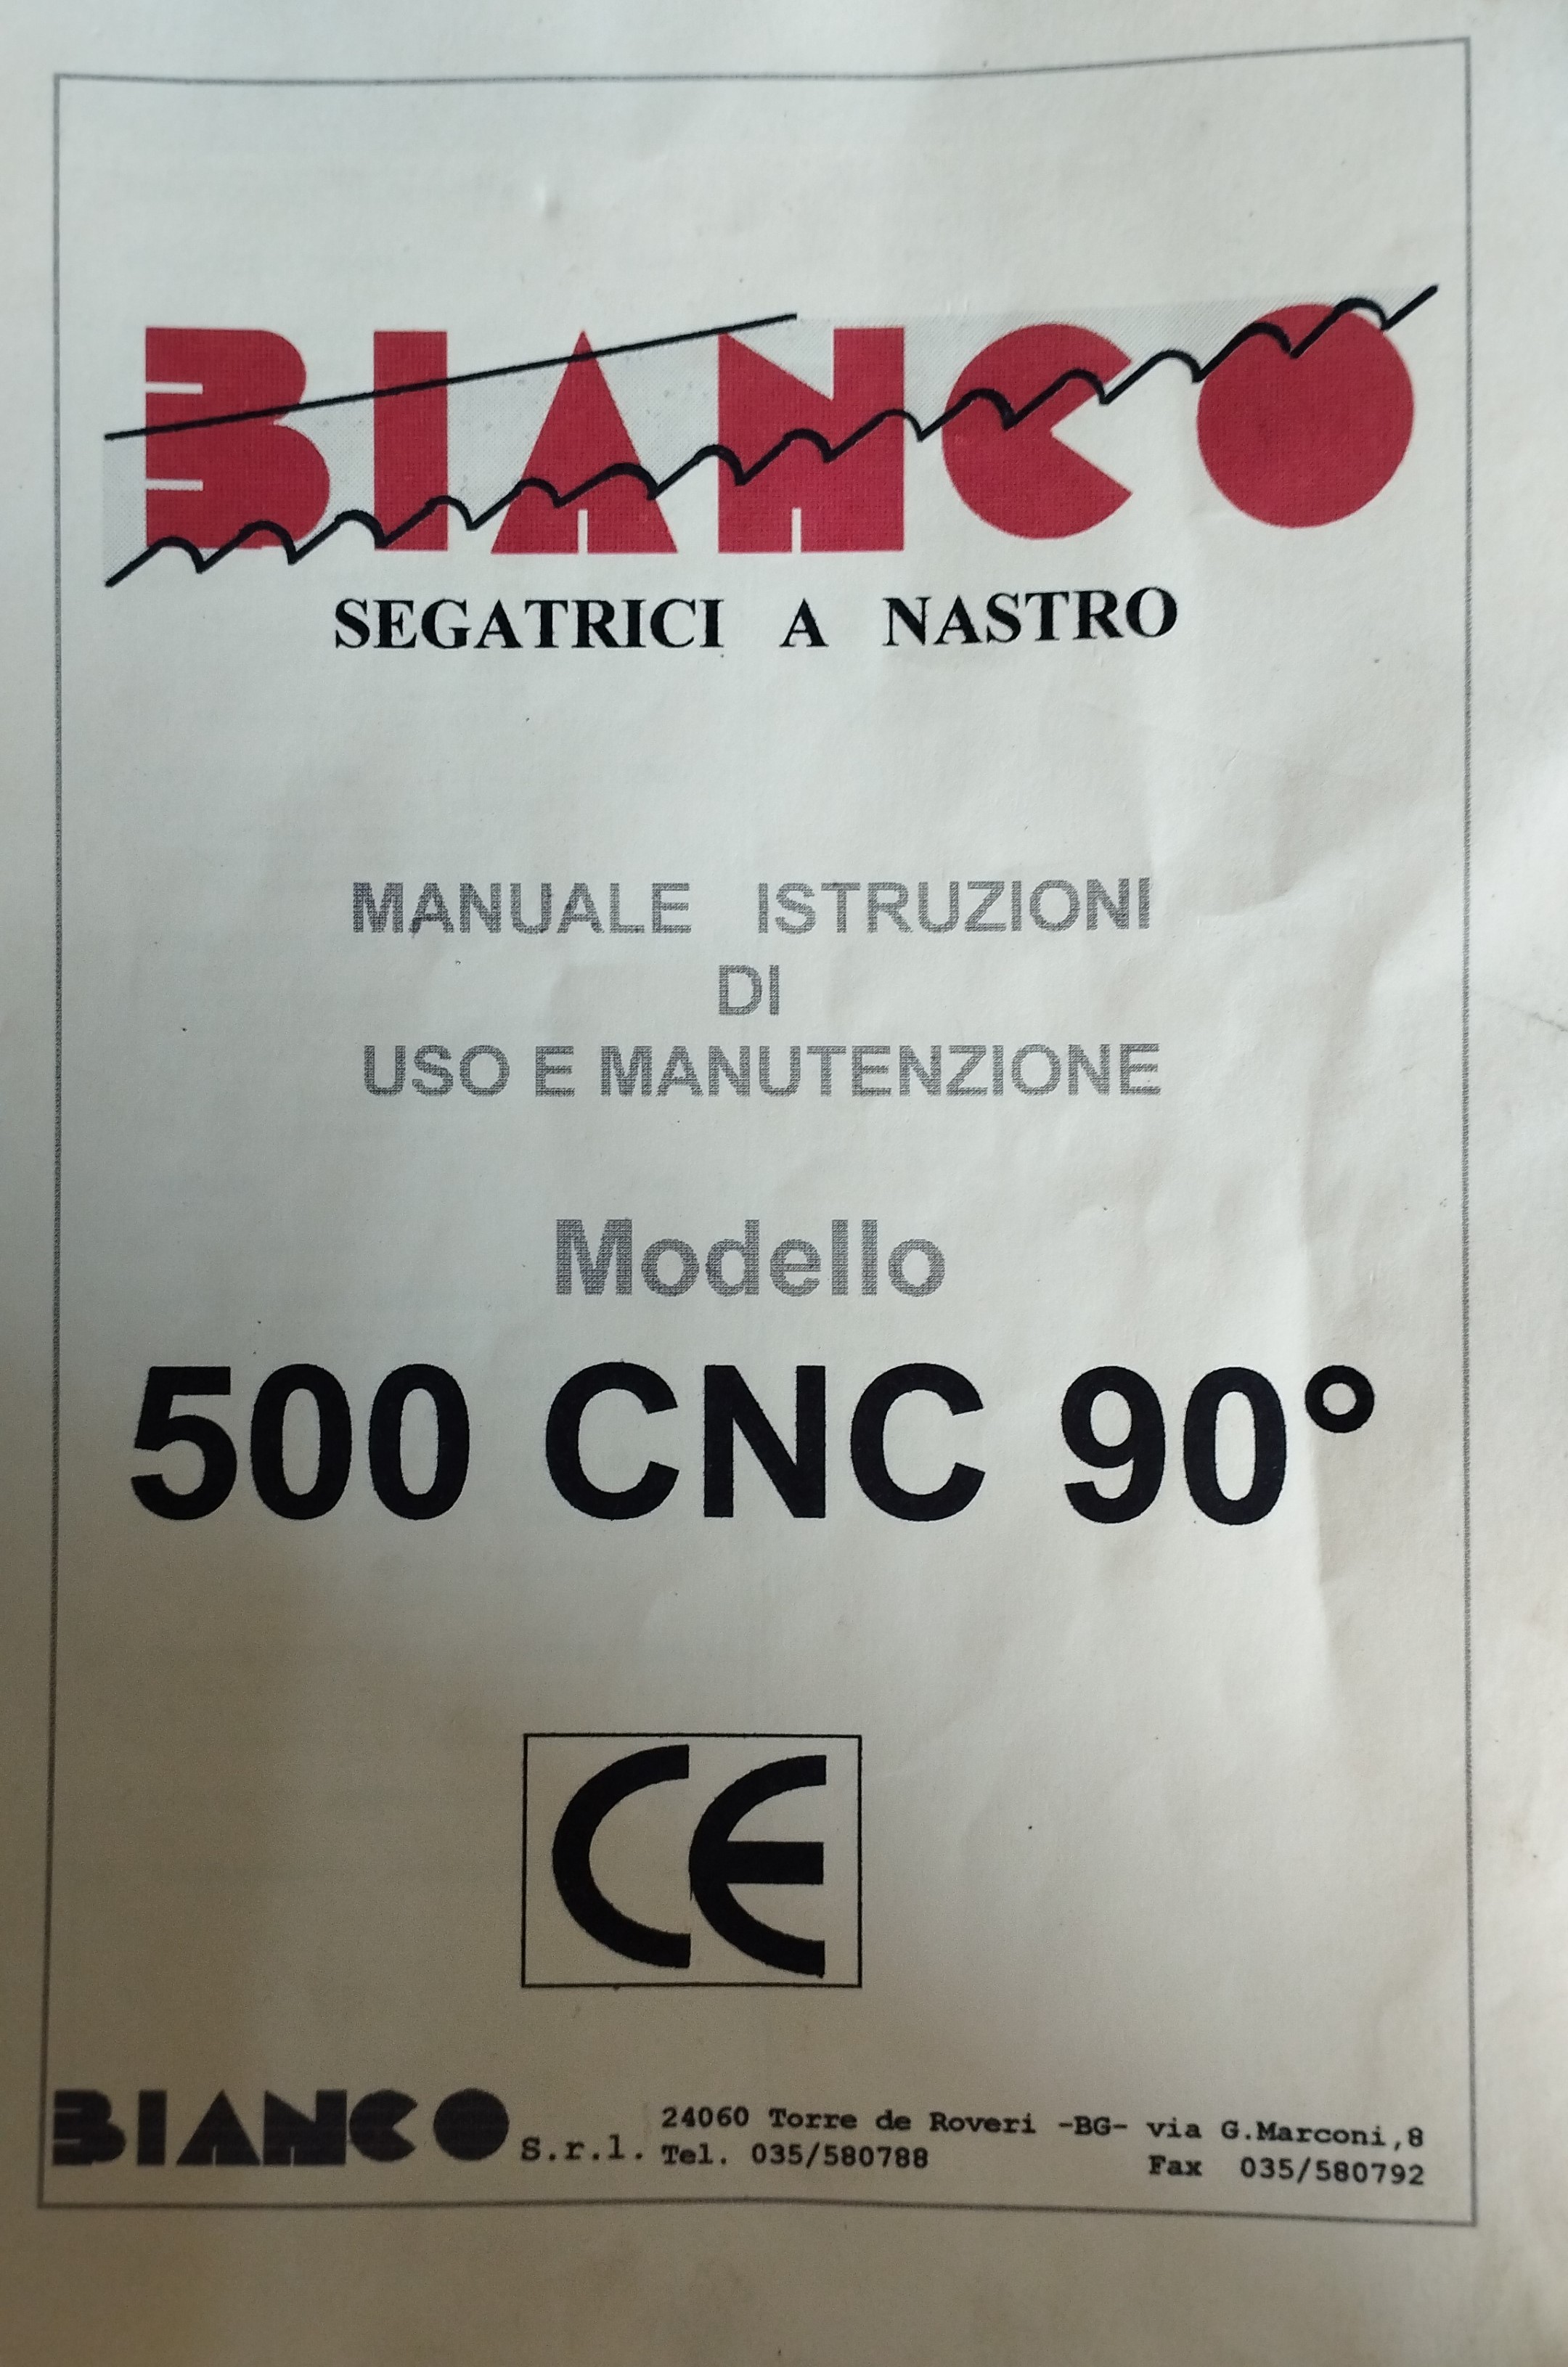 BIANCO
SEGATRICI A NASTRO
MANUALE ISTRUZIONI
DI
USO E MANUTENZIONE
Modello
500 CNC 90°
CE
BIANCO S.r.l. 24060 Torre de Roveri -BG- via G.Marconi,8
Tel. 035/580788 Fax 035/580792